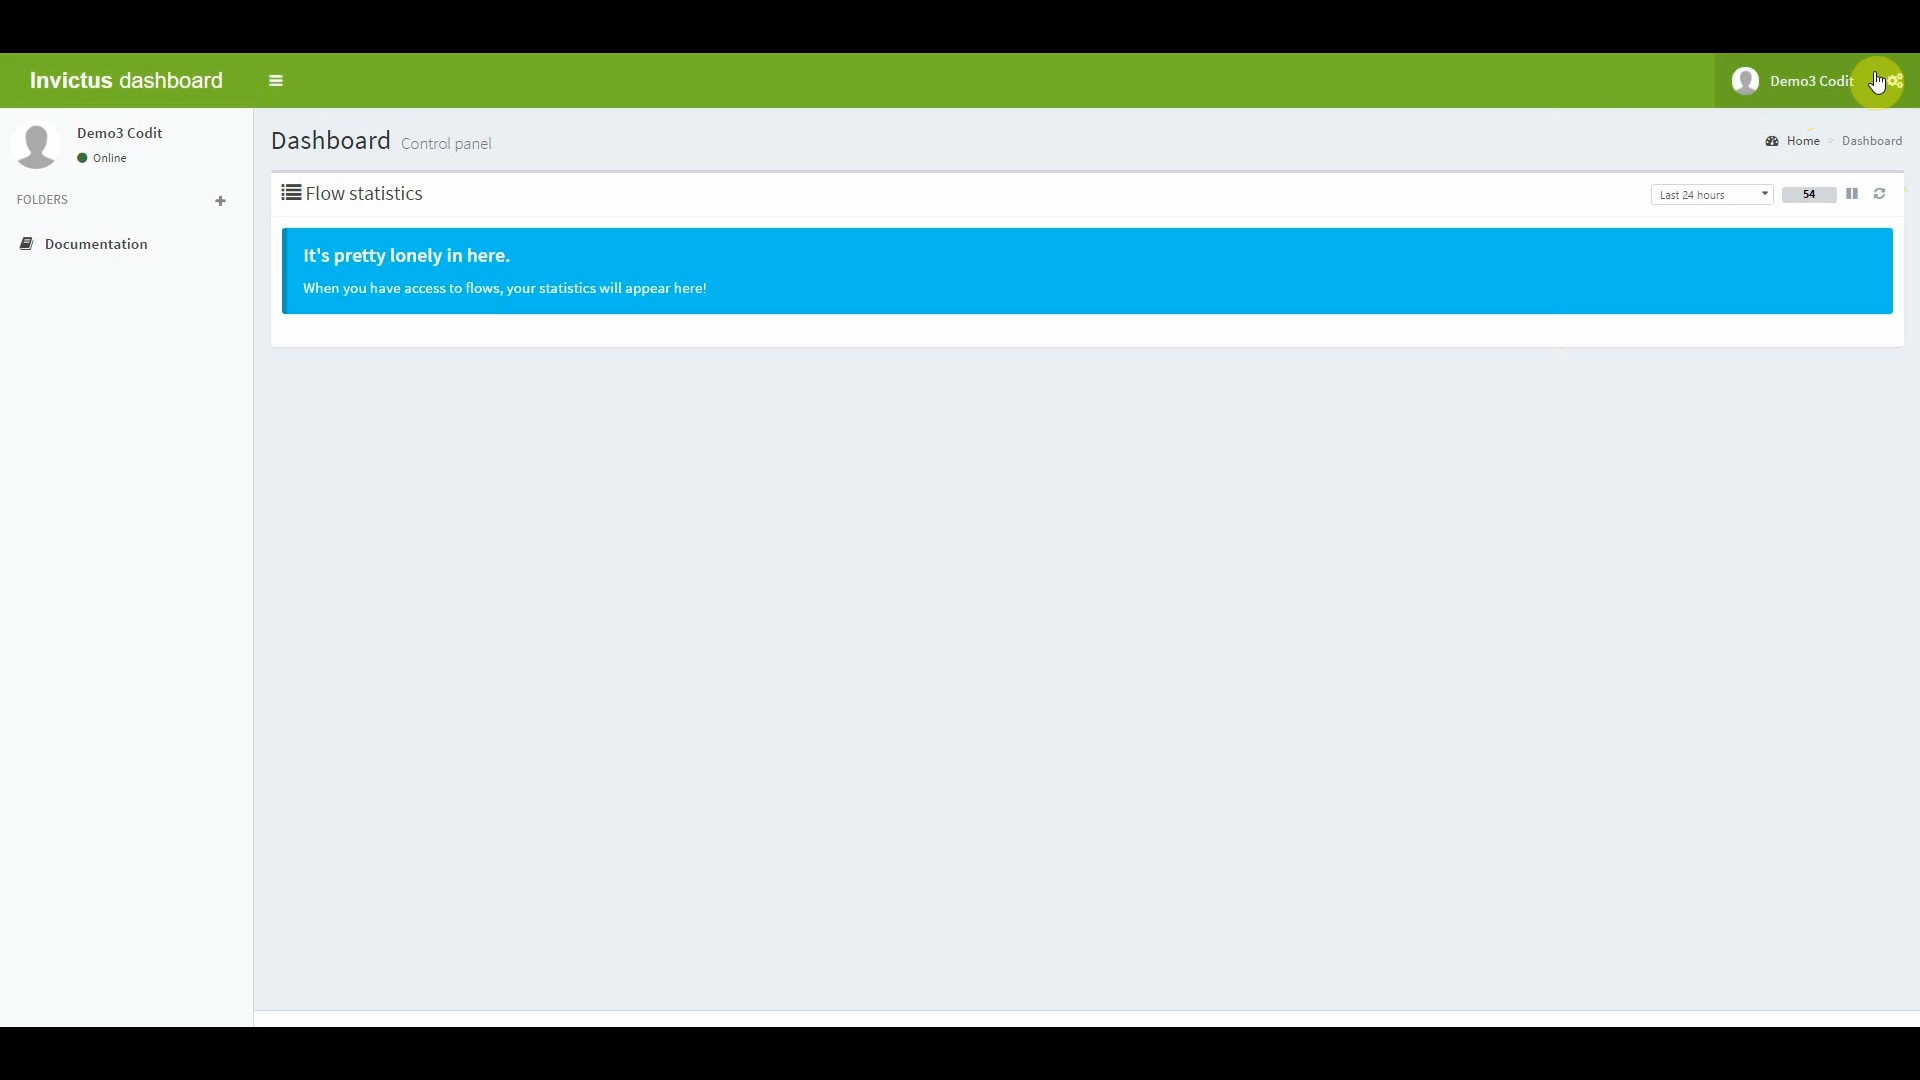 Invictus dashboard
Demo3 Codit
Demo3 Codit
Online
FOLDERS
Documentation
Dashboard Control panel
Home > Dashboard
Flow statistics
Last 24 hours
54
It's pretty lonely in here.
When you have access to flows, your statistics will appear here!